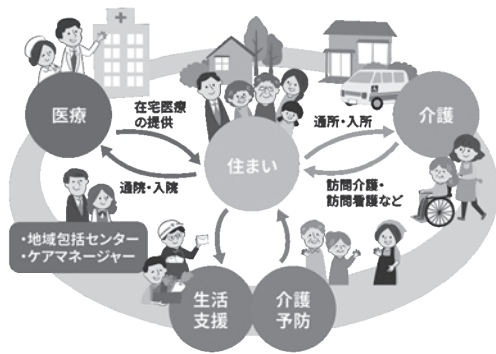 医療
在宅医療
の提供
通院・入院
住まい
通所・入所
訪問介護・
訪問看護など
介護
・地域包括センター
・ケアマネージャー
生活
支援
介護
予防